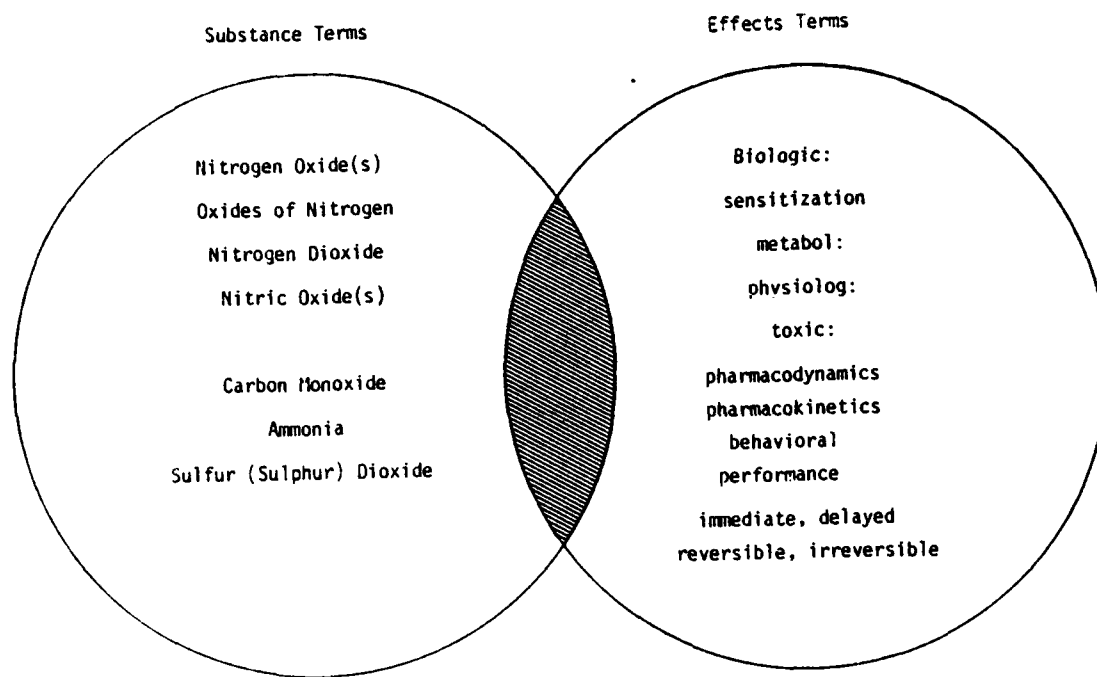 Substance Terms
Effects Terms
Nitrogen Oxide(s)
Oxides of Nitrogen
Nitrogen Dioxide
Nitric Oxide(s)
Carbon Monoxide
Ammonia
Sulfur (Sulphur) Dioxide
Biologic:
sensitization
metabol:
physiolog:
toxic:
pharmacodynamics
pharmacokinetics
behavioral
performance
immediate, delayed
reversible, irreversible